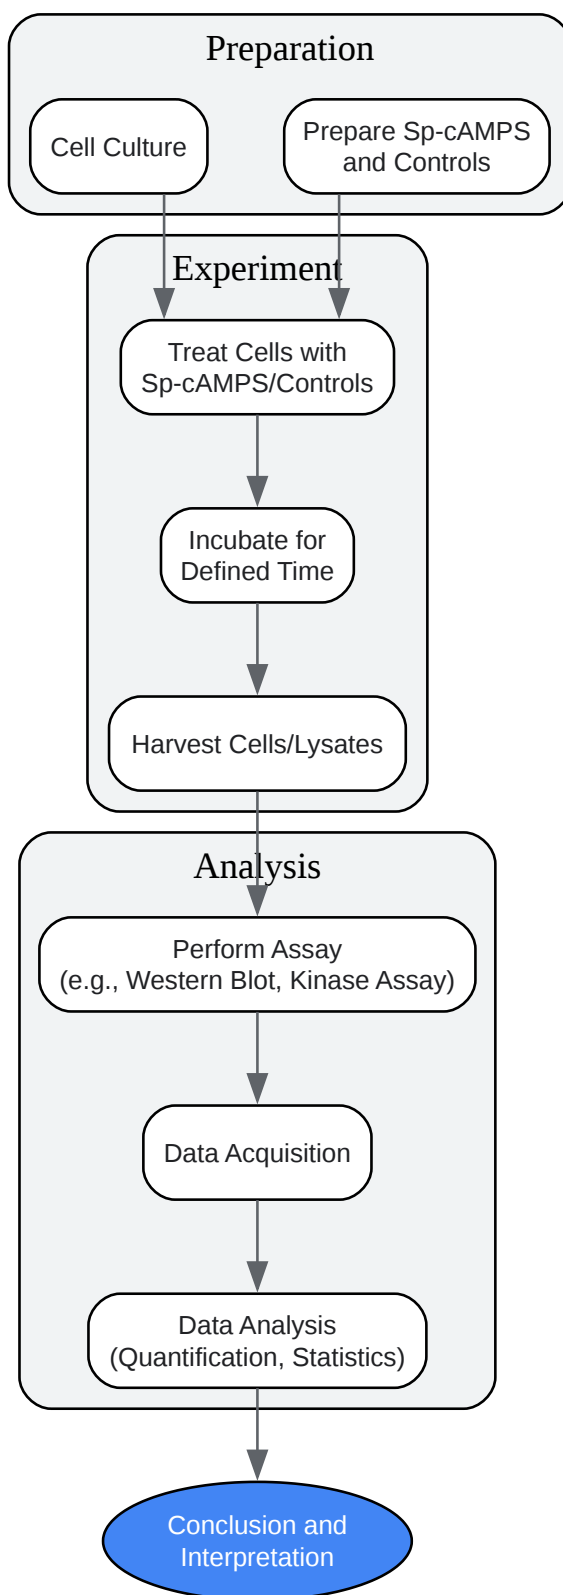 Preparation
Cell Culture
Prepare Sp-cAMPS
and Controls
Experiment
Treat Cells with
Sp-cAMPS/Controls
Incubate for
Defined Time
Harvest Cells/Lysates
Analysis
Perform Assay
(e.g., Western Blot, Kinase Assay)
Data Acquisition
Data Analysis
(Quantification, Statistics)
Conclusion and
Interpretation